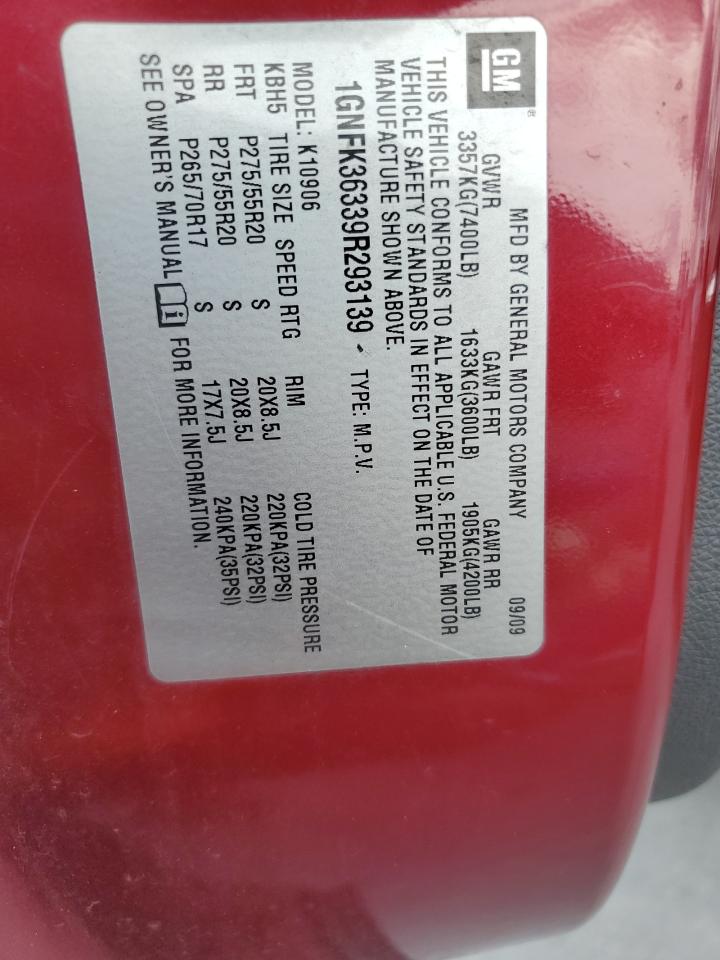 GM
MFD BY GENERAL MOTORS COMPANY 09/09
GVWR GAWR FRT GAWR RR
3357KG(7400LB) 1633KG(3600LB) 1905KG(4200LB)
THIS VEHICLE CONFORMS TO ALL APPLICABLE U.S. FEDERAL MOTOR
VEHICLE SAFETY STANDARDS IN EFFECT ON THE DATE OF
MANUFACTURE SHOWN ABOVE.
1GNFK36339R293139 TYPE: M.P.V.
MODEL: K10906
KBH5 TIRE SIZE SPEED RTG RIM COLD TIRE PRESSURE
FRT P275/55R20 S 20X8.5J 220KPA(32PSI)
RR P275/55R20 S 20X8.5J 220KPA(32PSI)
SPA P265/70R17 S 17X7.5J 240KPA(35PSI)
SEE OWNER'S MANUAL i FOR MORE INFORMATION.